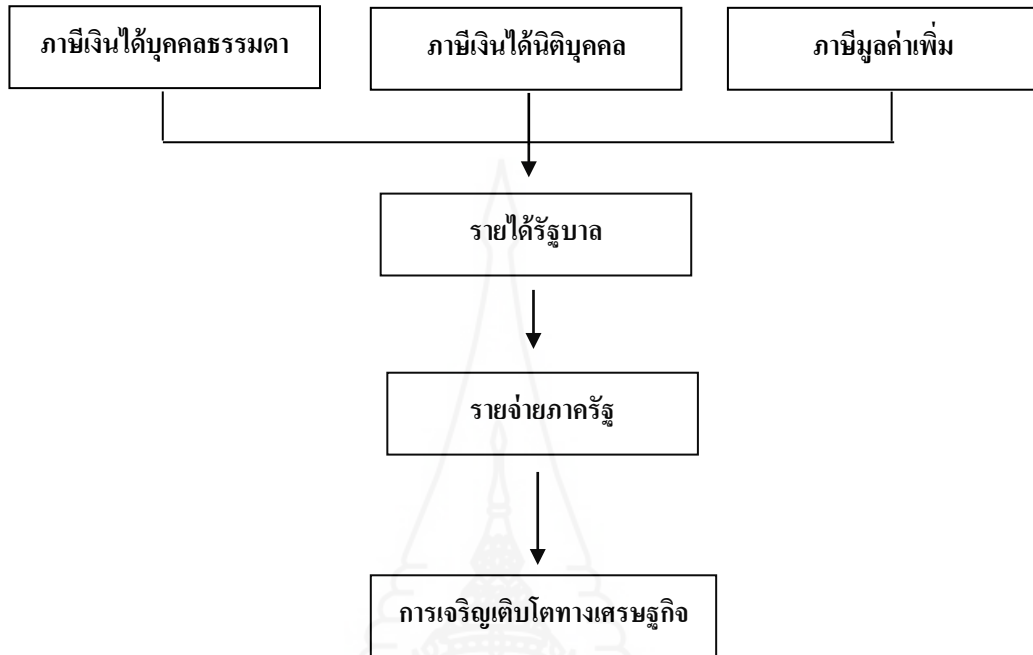 ภาษีเงินได้บุคคลธรรมดา
ภาษีเงินได้นิติบุคคล
ภาษีมูลค่าเพิ่ม
รายได้รัฐบาล
รายจ่ายภาครัฐ
การเจริญเติบโตทางเศรษฐกิจ